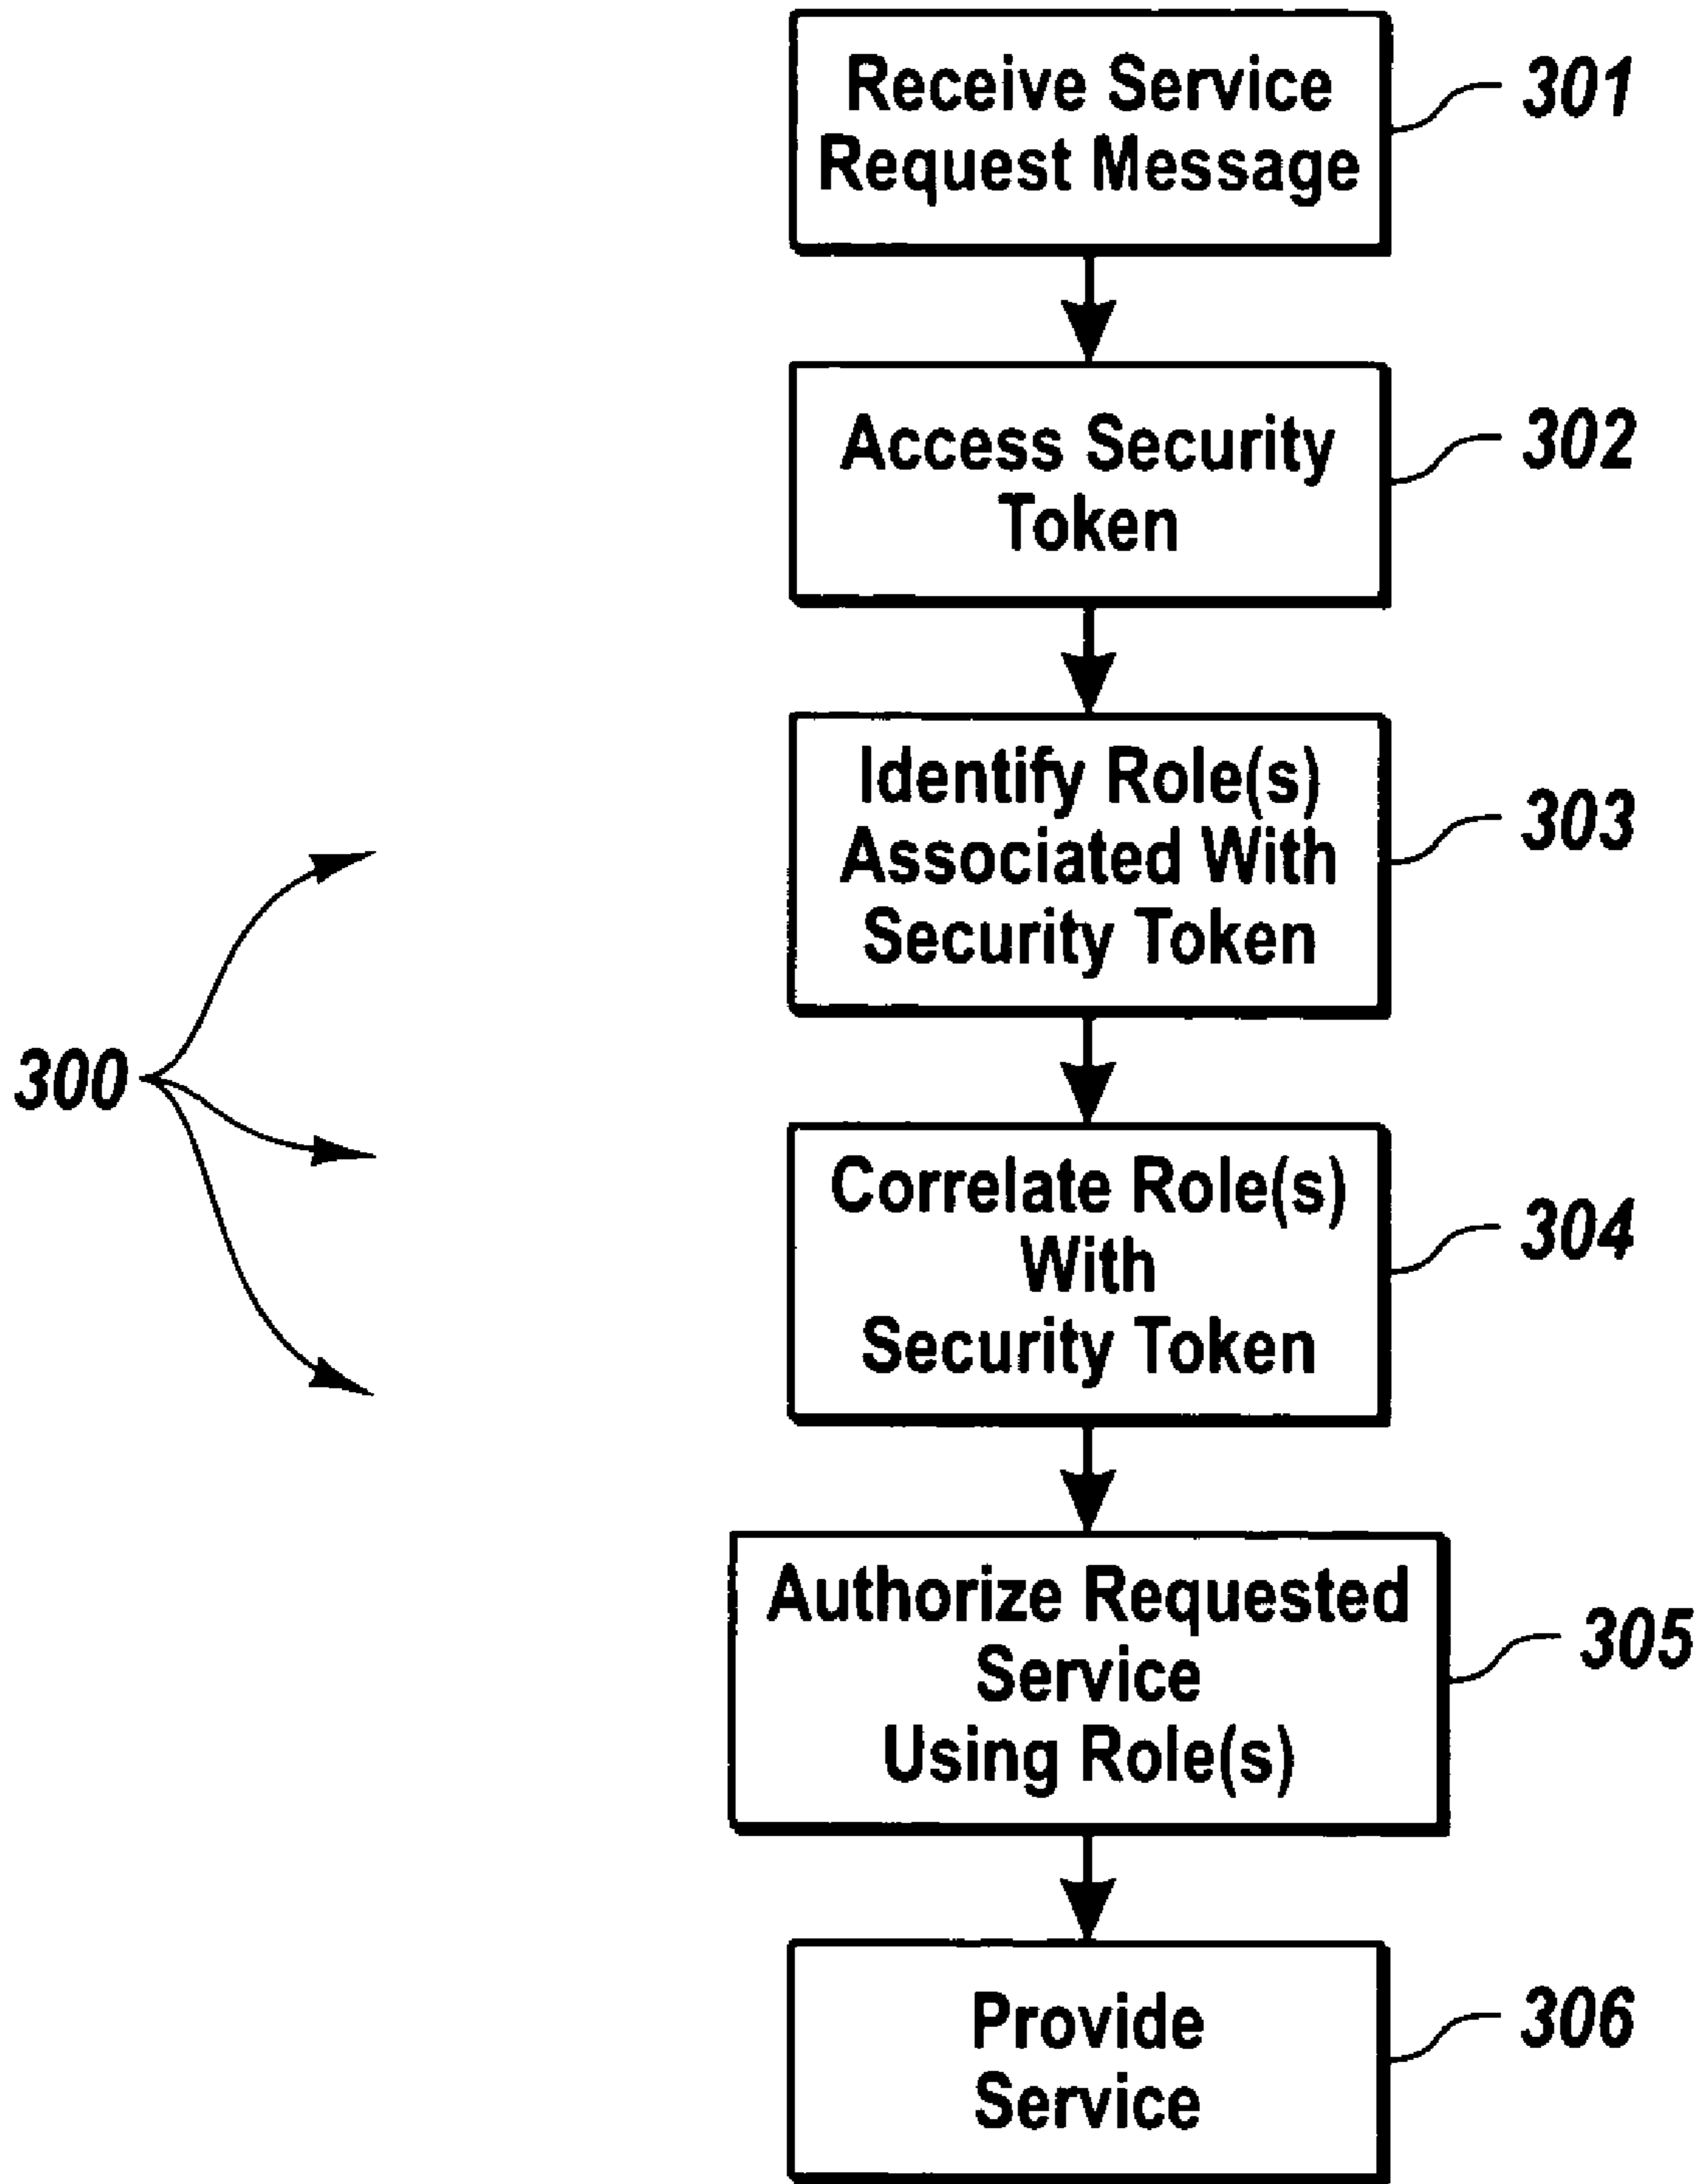 Receive Service
Request Message
301
Access Security
Token
302
Identify Role(s)
Associated With
Security Token
303
300
Correlate Role(s)
With
Security Token
304
Authorize Requested
Service
Using Role(s)
305
Provide
Service
306